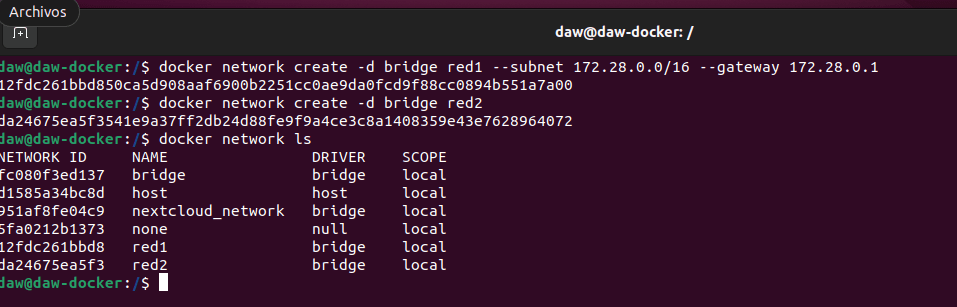 Archivos
daw@daw-docker: /
daw@daw-docker:/$ docker network create -d bridge red1 --subnet 172.28.0.0/16 --gateway 172.28.0.1
12fdc261bbd850ca5d908aaf6900b2251cc0ae9da0fcd9f88cc0894b551a7a00
daw@daw-docker:/$ docker network create -d bridge red2
da24675ea5f3541e9a37ff2db24d88fe9f9a4ce3c8a1408359e43e7628964072
daw@daw-docker:/$ docker network ls
NETWORK ID     NAME                DRIVER    SCOPE
fc080f3ed137   bridge              bridge    local
d1585a34bc8d   host                host      local
951af8fe04c9   nextcloud_network   bridge    local
5fa0212b1373   none                null      local
12fdc261bbd8   red1                bridge    local
da24675ea5f3   red2                bridge    local
daw@daw-docker:/$